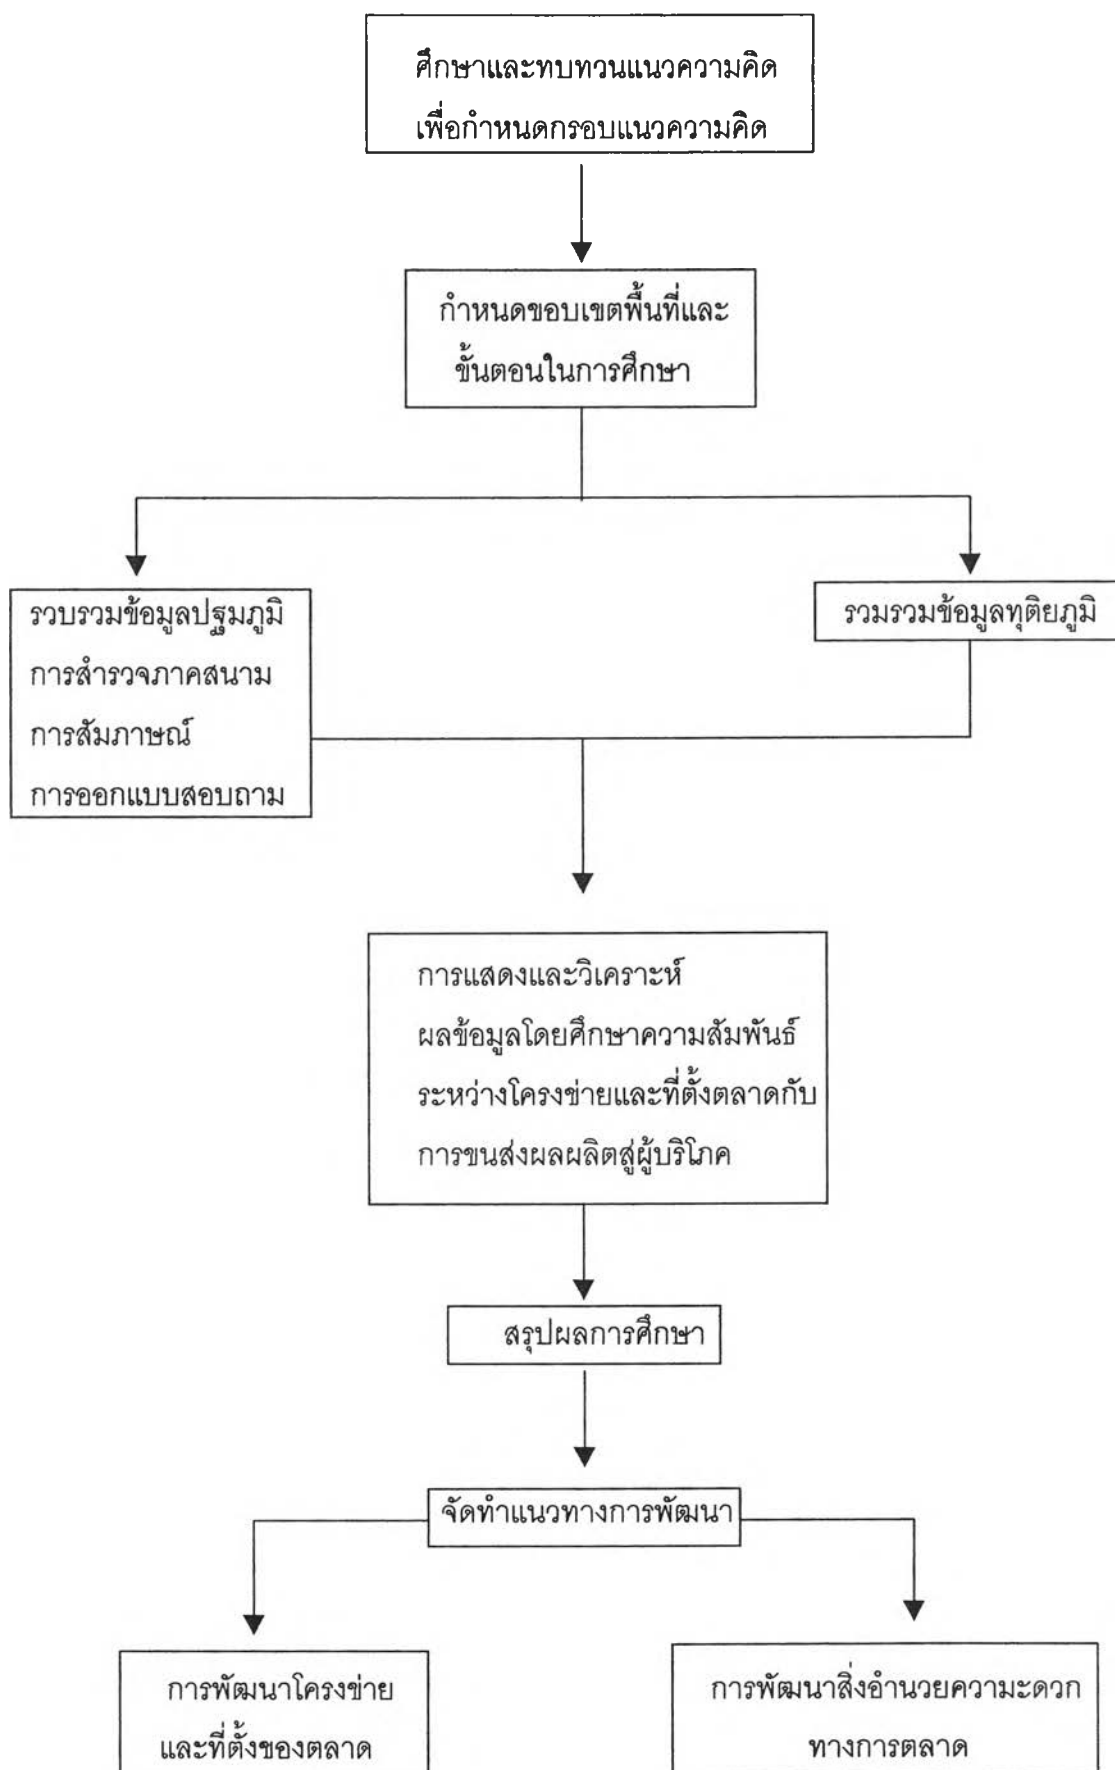 ศึกษาและทบทวนแนวความคิด
เพื่อกำหนดกรอบแนวความคิด
กำหนดขอบเขตพื้นที่และ
ขั้นตอนในการศึกษา
รวบรวมข้อมูลปฐมภูมิ
การสำรวจภาคสนาม
การสัมภาษณ์
การออกแบบสอบถาม
รวมรวมข้อมูลทุติยภูมิ
การแสดงและวิเคราะห์
ผลข้อมูลโดยศึกษาความสัมพันธ์
ระหว่างโครงข่ายและที่ตั้งตลาดกับ
การขนส่งผลผลิตสู่ผู้บริโภค
สรุปผลการศึกษา
จัดทำแนวทางการพัฒนา
การพัฒนาโครงข่าย
และที่ตั้งของตลาด
การพัฒนาสิ่งอำนวยความะดวก
ทางการตลาด